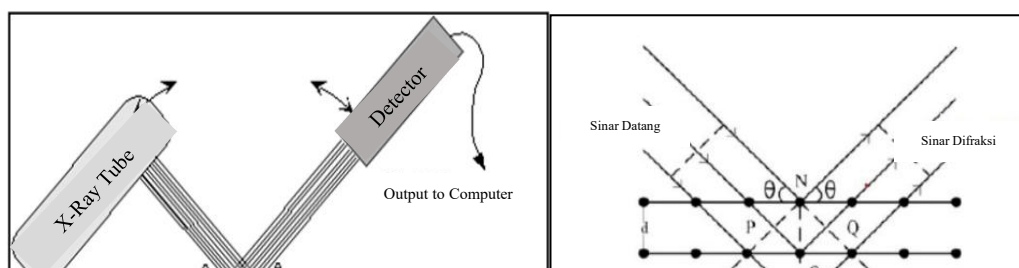 X-Ray Tube
Detector
Output to Computer
Sinar Datang
Sinar Difraksi
θ N θ
d P Q